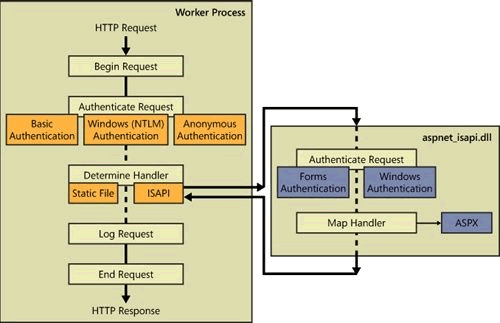 Worker Process
HTTP Request
Begin Request
Authenticate Request
Basic
Authentication
Windows (NTLM)
Authentication
Anonymous
Authentication
Determine Handler
Static File
ISAPI
Log Request
End Request
HTTP Response
aspnet_isapi.dll
Authenticate Request
Forms
Authentication
Windows
Authentication
Map Handler
ASPX